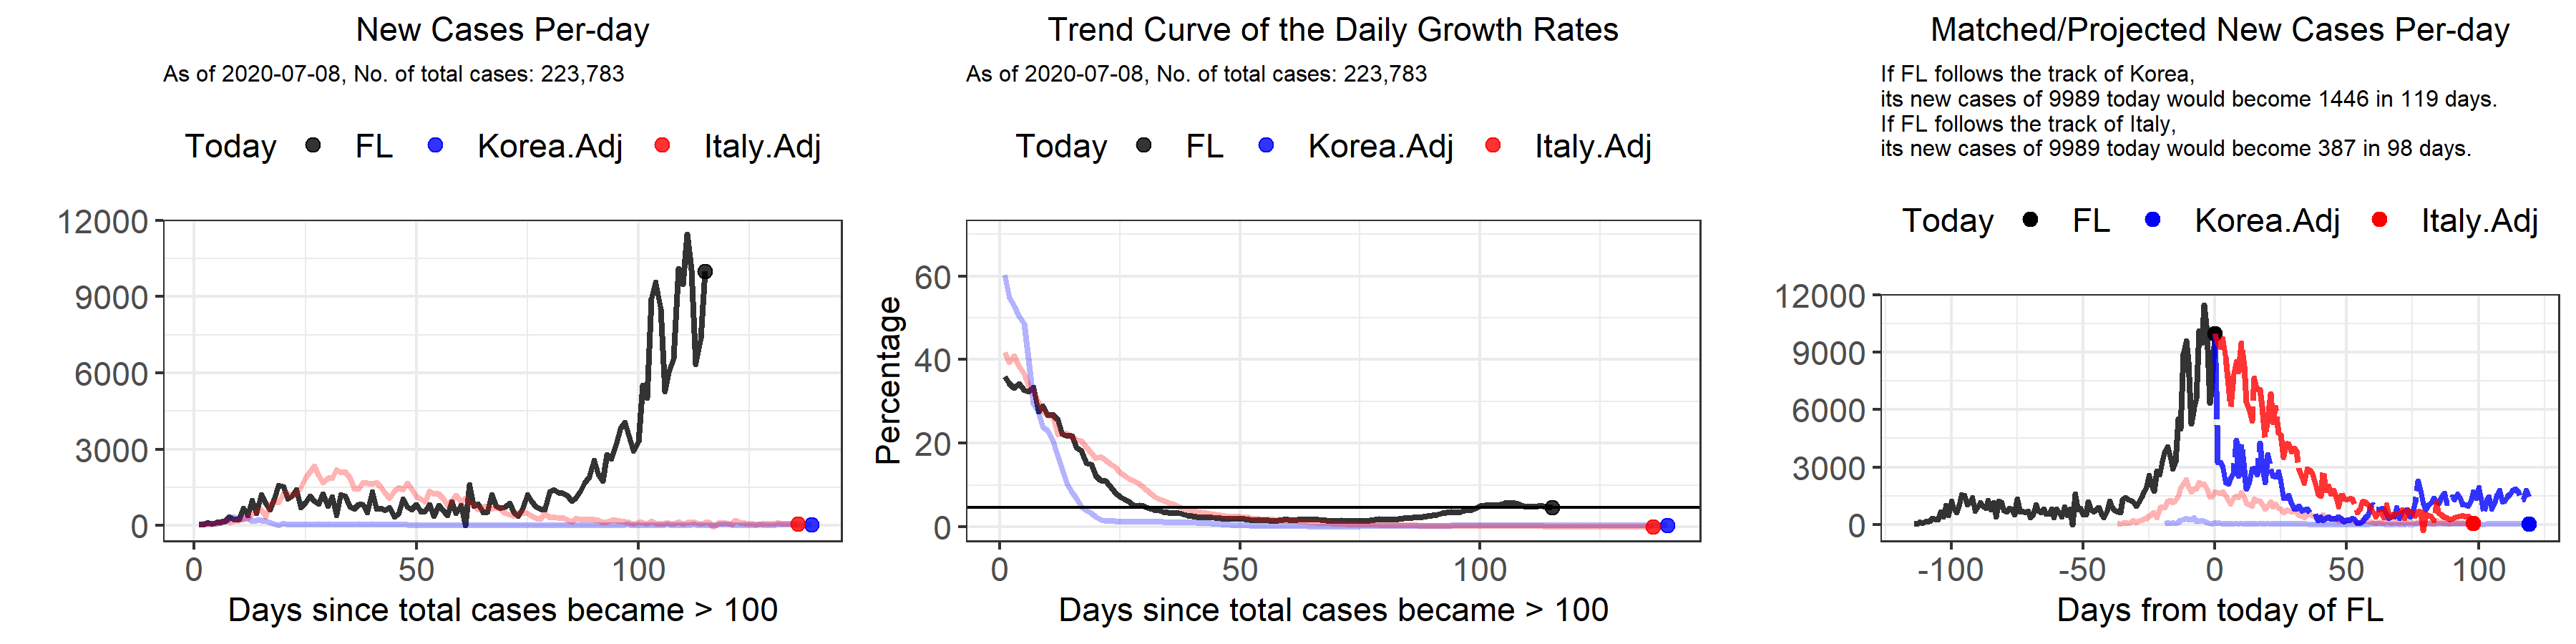 New Cases Per-day
As of 2020-07-08, No. of total cases: 223,783
Today FL Korea.Adj Italy.Adj
12000
9000
6000
3000
0
0 50 100
Days since total cases became > 100
Trend Curve of the Daily Growth Rates
As of 2020-07-08, No. of total cases: 223,783
Today FL Korea.Adj Italy.Adj
Percentage
60
40
20
0
0 50 100
Days since total cases became > 100
Matched/Projected New Cases Per-day
If FL follows the track of Korea,
its new cases of 9989 today would become 1446 in 119 days.
If FL follows the track of Italy,
its new cases of 9989 today would become 387 in 98 days.
Today FL Korea.Adj Italy.Adj
12000
9000
6000
3000
0
-100 -50 0 50 100
Days from today of FL